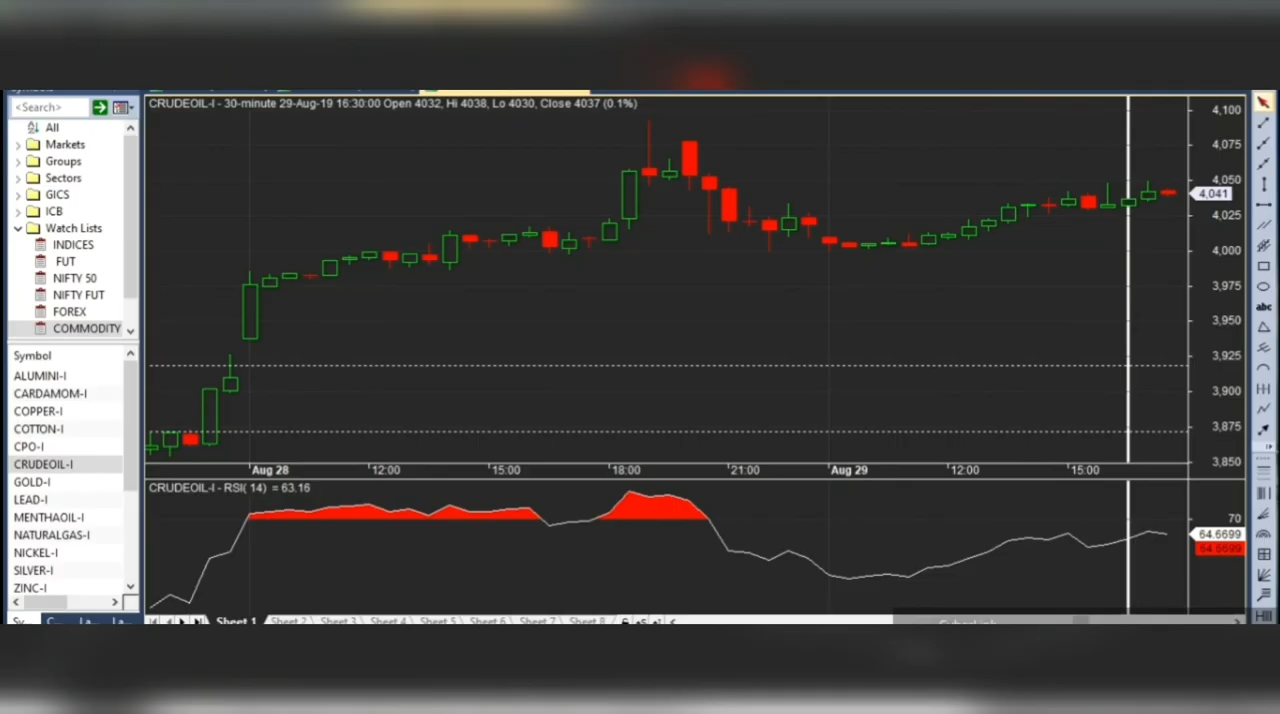 CRUDEOIL-I - 30-minute 29-Aug-19 16:30:00 Open 4032, Hi 4038, Lo 4030, Close 4037 (0.1%)
<Search>
All
Markets
Groups
Sectors
GICS
ICB
Watch Lists
INDICES
FUT
NIFTY 50
NIFTY FUT
FOREX
COMMODITY
Symbol
ALUMINI-I
CARDAMOM-I
COPPER-I
COTTON-I
CPO-I
CRUDEOIL-I
GOLD-I
LEAD-I
MENTHAOIL-I
NATURALGAS-I
NICKEL-I
SILVER-I
ZINC-I
4,100
4,075
4,050
4,041
4,025
4,000
3,975
3,950
3,925
3,900
3,875
3,850
Aug 28 12:00 15:00 18:00 21:00 Aug 29 12:00 15:00
CRUDEOIL-I - RSI( 14) = 63.16
70
64.6699
64.6699
abc
Sheet 1 Sheet 2 Sheet 3 Sheet 4 Sheet 5 Sheet 6 Sheet 7 Sheet 8